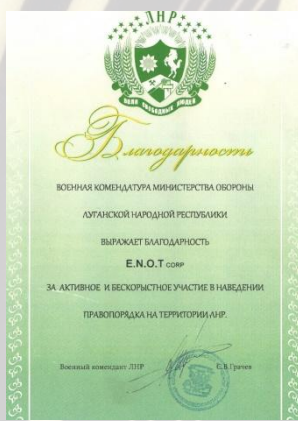 ЛНР
ЗЕМЛЯ СВОБОДНЫХ ЛЮДЕЙ
Благодарность
ВОЕННАЯ КОМЕНДАТУРА МИНИСТЕРСТВА ОБОРОНЫ
ЛУГАНСКОЙ НАРОДНОЙ РЕСПУБЛИКИ
ВЫРАЖАЕТ БЛАГОДАРНОСТЬ
E.N.O.T CORP
ЗА АКТИВНОЕ И БЕСКОРЫСТНОЕ УЧАСТИЕ В НАВЕДЕНИИ
ПРАВОПОРЯДКА НА ТЕРРИТОРИИ ЛНР.
Военный комендант ЛНР С.В.Грачев